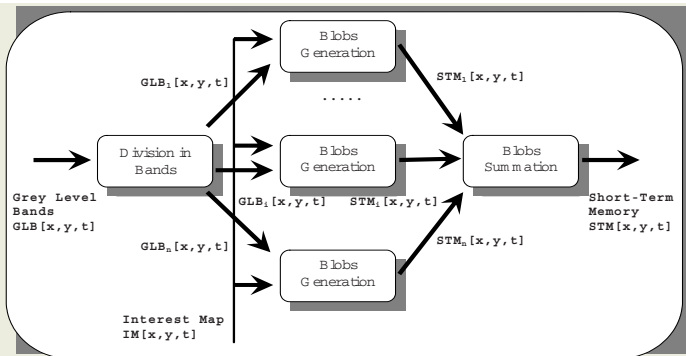 Blobs
Generation
GLB₁[x,y,t]
STM₁[x,y,t]
.....
Division in
Bands
Blobs
Generation
Blobs
Summation
Grey Level
Bands
GLB[x,y,t]
GLBᵢ[x,y,t]
STMᵢ[x,y,t]
Short-Term
Memory
STM[x,y,t]
GLBₙ[x,y,t]
STMₙ[x,y,t]
Blobs
Generation
Interest Map
IM[x,y,t]